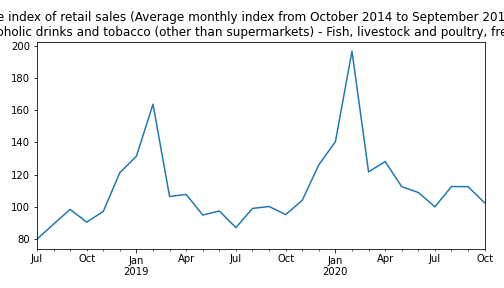 e index of retail sales (Average monthly index from October 2014 to September 201
oholic drinks and tobacco (other than supermarkets) - Fish, livestock and poultry, fre
200
180
160
140
120
100
80
Jul Oct Jan Apr Jul Oct Jan Apr Jul Oct
2019 2020